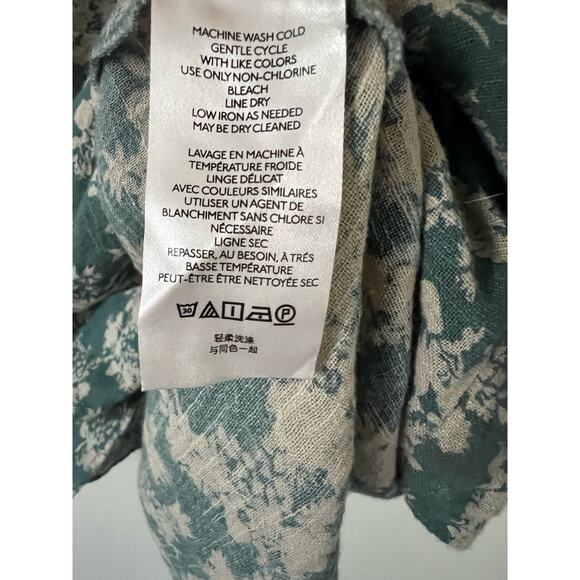 MACHINE WASH COLD
GENTLE CYCLE
WITH LIKE COLORS
USE ONLY NON-CHLORINE
BLEACH
LINE DRY
LOW IRON AS NEEDED
MAY BE DRY CLEANED
LAVAGE EN MACHINE À
TEMPÉRATURE FROIDE
LINGE DÉLICAT
AVEC COULEURS SIMILAIRES
UTILISER UN AGENT DE
BLANCHIMENT SANS CHLORE SI
NÉCESSAIRE
LIGNE SEC
REPASSER, AU BESOIN, À TRÉS
BASSE TEMPÉRATURE
PEUT-ÊTRE ÊTRE NETTOYÉE SEC
30 P
轻柔洗涤
与同色一起